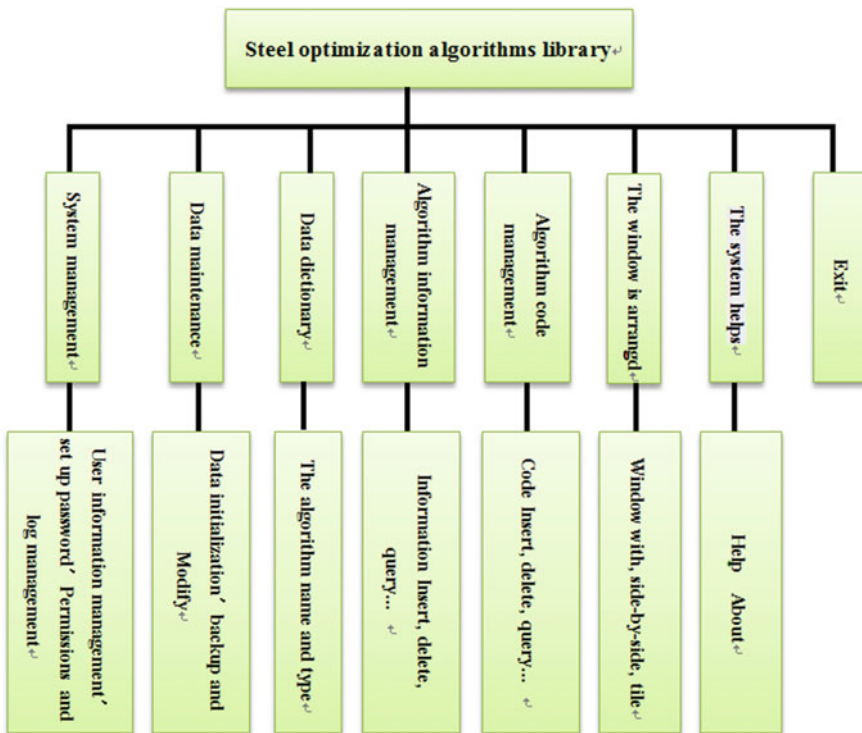 Steel optimization algorithms library↵
System management↵
Data maintenance↵
Data dictionary↵
Algorithm information
management↵
Algorithm code
management↵
The window is arrangd↵
The system helps↵
Exit↵
User information management′
set up password′ Permissions and
log management↵
Data initialization′ backup and
Modify↵
The algorithm name and type↵
Information Insert, delete,
query... ↵
Code Insert, delete, query... ↵
Window with, side-by-side, tile↵
Help About↵